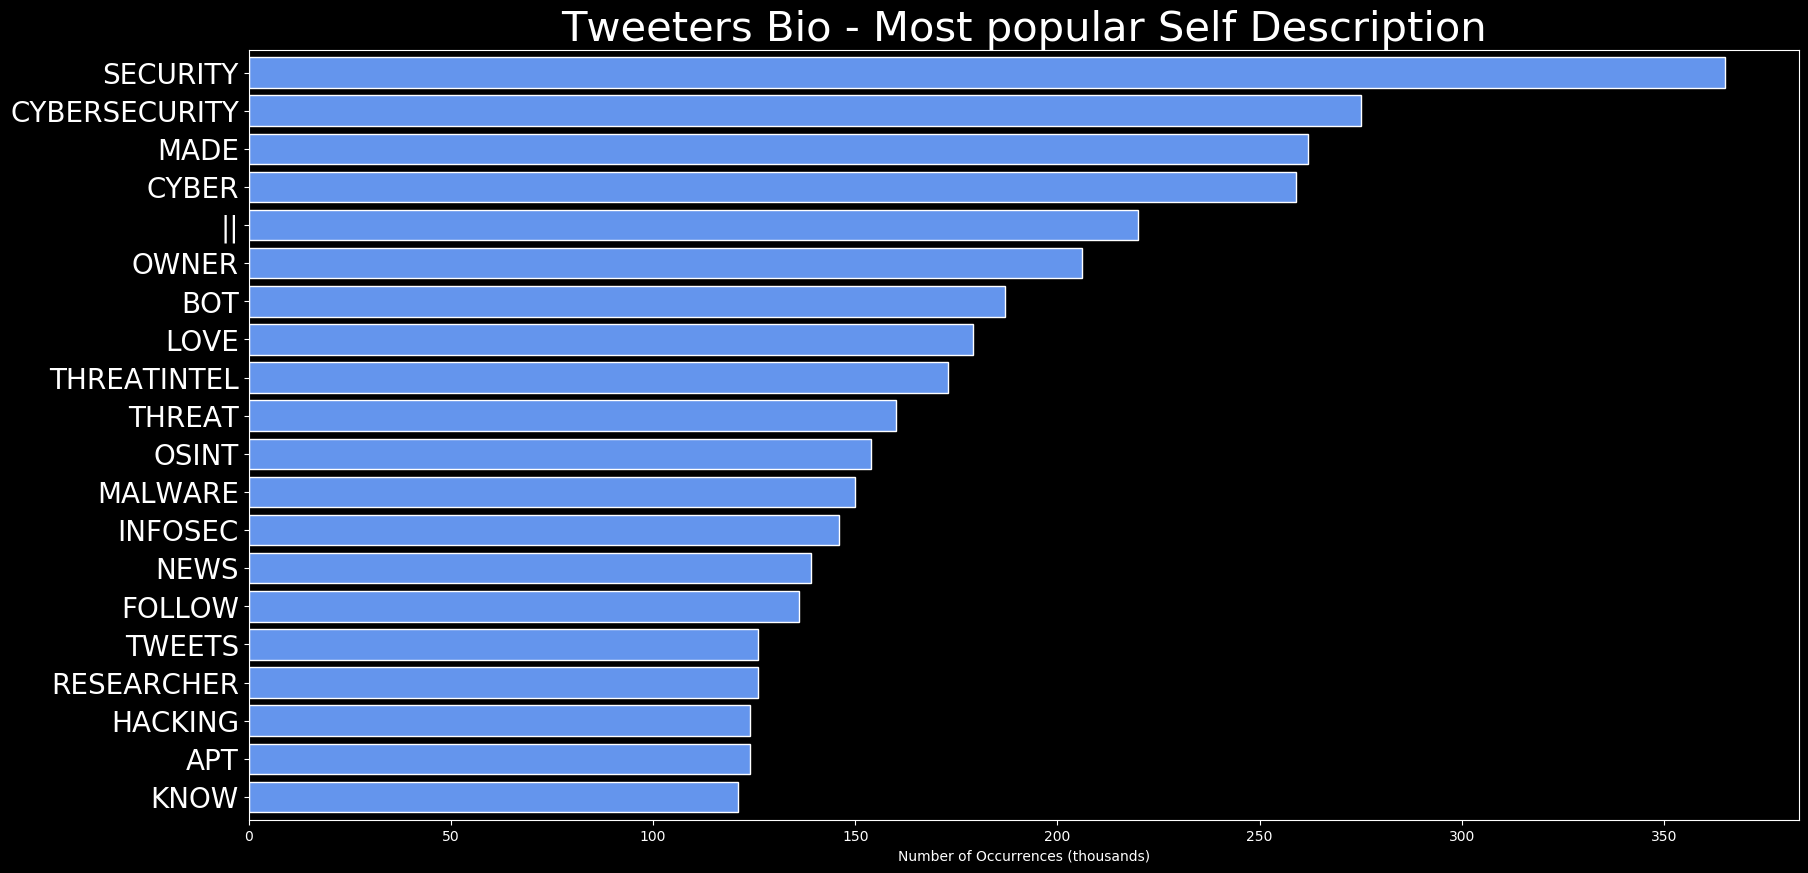 Tweeters Bio - Most popular Self Description
SECURITY
CYBERSECURITY
MADE
CYBER
||
OWNER
BOT
LOVE
THREATINTEL
THREAT
OSINT
MALWARE
INFOSEC
NEWS
FOLLOW
TWEETS
RESEARCHER
HACKING
APT
KNOW
0 50 100 150 200 250 300 350
Number of Occurrences (thousands)